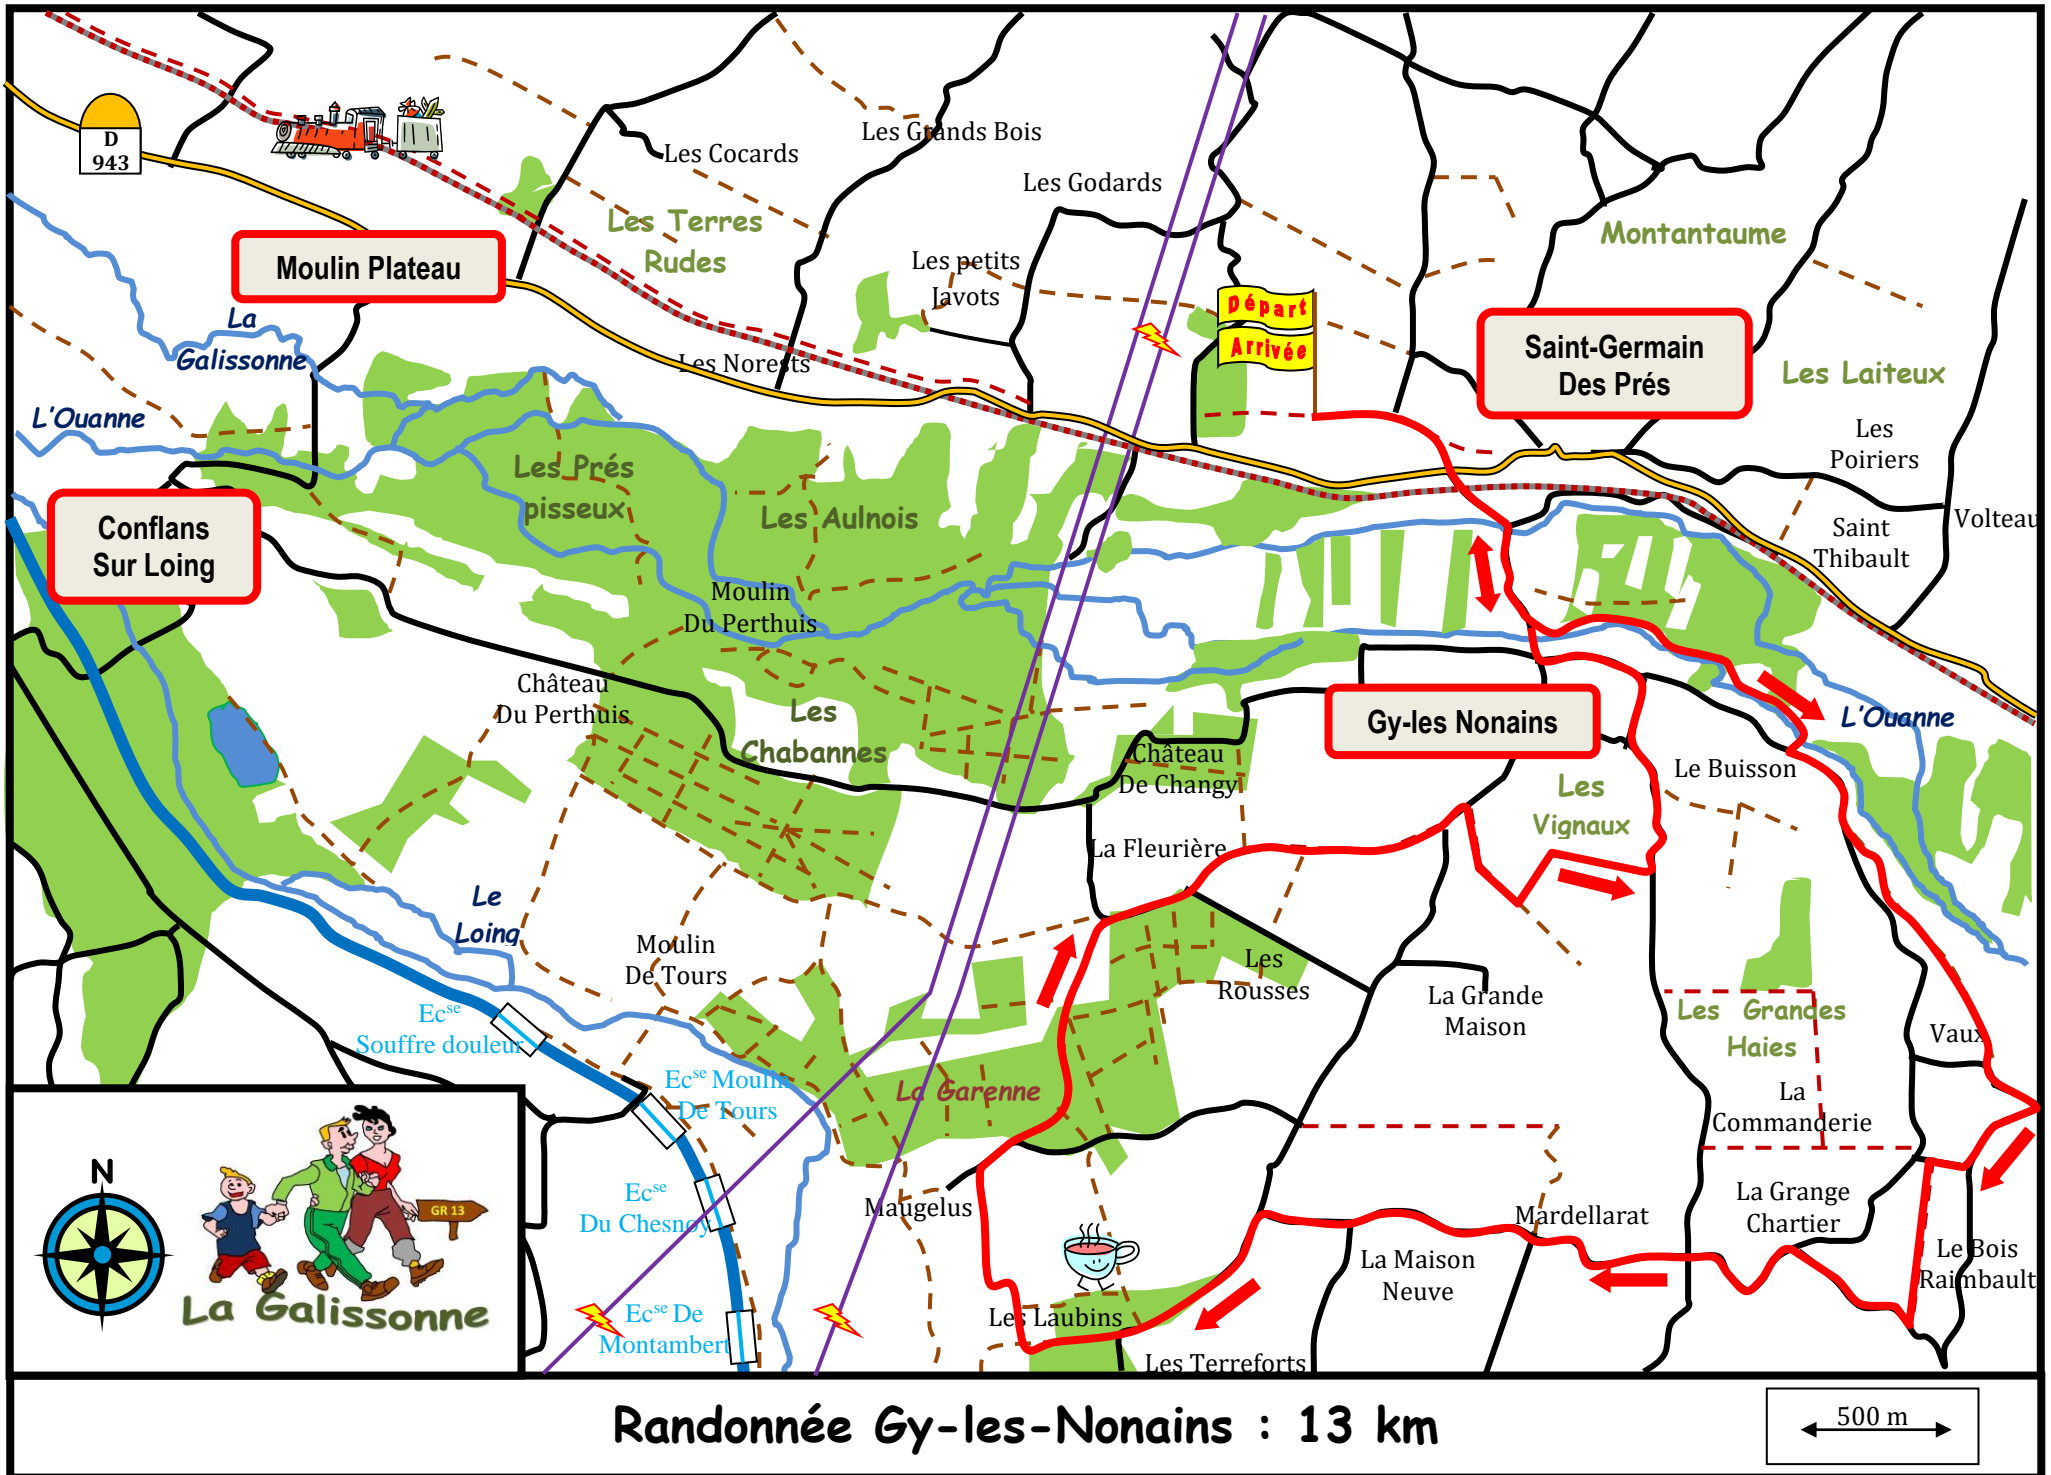 D
943
Les Cocards
Les Grands Bois
Les Godards
Les Terres
Rudes
Montantaume
Moulin Plateau
Les petits
Javots
Départ
Arrivée
La
Galissonne
Les Norests
Saint-Germain
Des Prés
Les Laiteux
L'Ouanne
Les
Poiriers
Les Prés
pisseux
Les Aulnois
Conflans
Sur Loing
Saint
Thibault
Volteau
Moulin
Du Perthuis
Château
Du Perthuis
Les
Chabannes
Gy-les Nonains
L'Ouanne
Château
De Changy
Le Buisson
Les
Vignaux
La Fleurière
Le
Loing
Moulin
De Tours
Les
Rousses
La Grande
Maison
Les Grandes
Haies
Vaux
Ecse
Souffre douleur
Ecse Moulin
De Tours
La Garenne
La
Commanderie
N
GR 13
La Galissonne
Ecse
Du Chesnoy
Maugelus
La Grange
Chartier
Mardellarat
La Maison
Neuve
Le Bois
Raimbault
Ecse De
Montambert
Les Laubins
Les Terreforts
Randonnée Gy-les-Nonains : 13 km
500 m